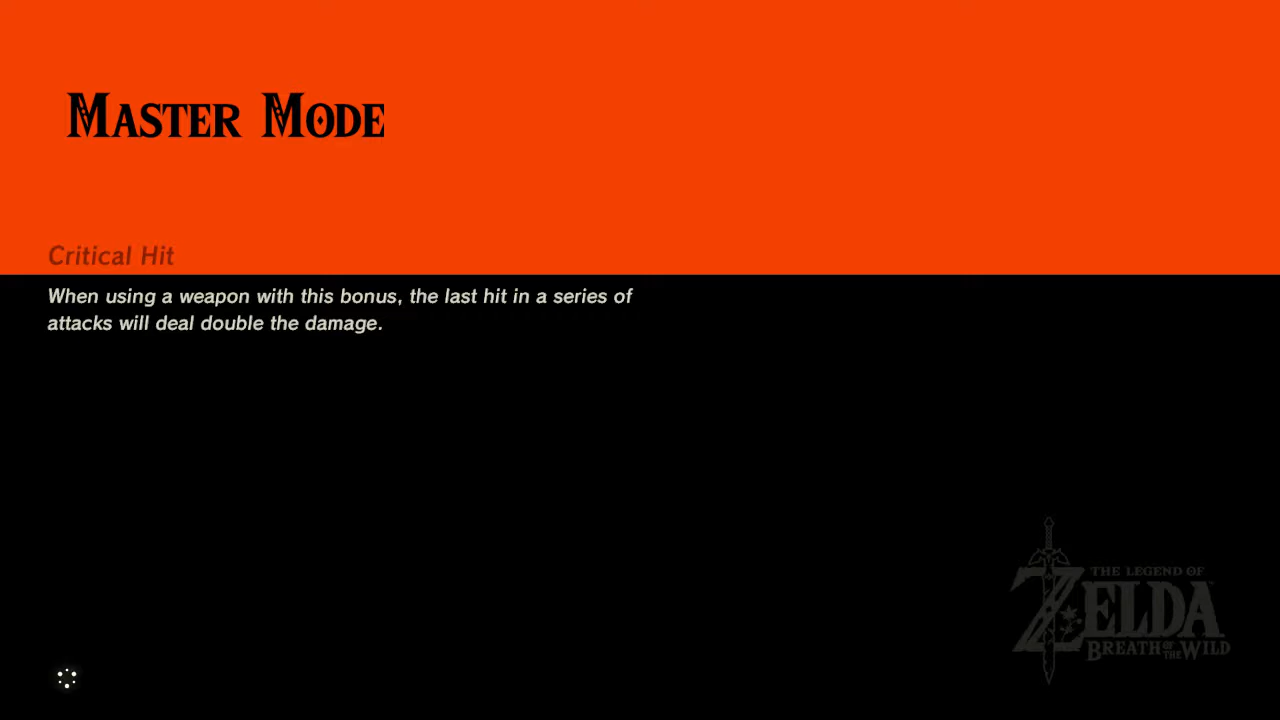 Master Mode
Critical Hit
When using a weapon with this bonus, the last hit in a series of
attacks will deal double the damage.
THE LEGEND OF
ZELDA
BREATH OF THE WILD